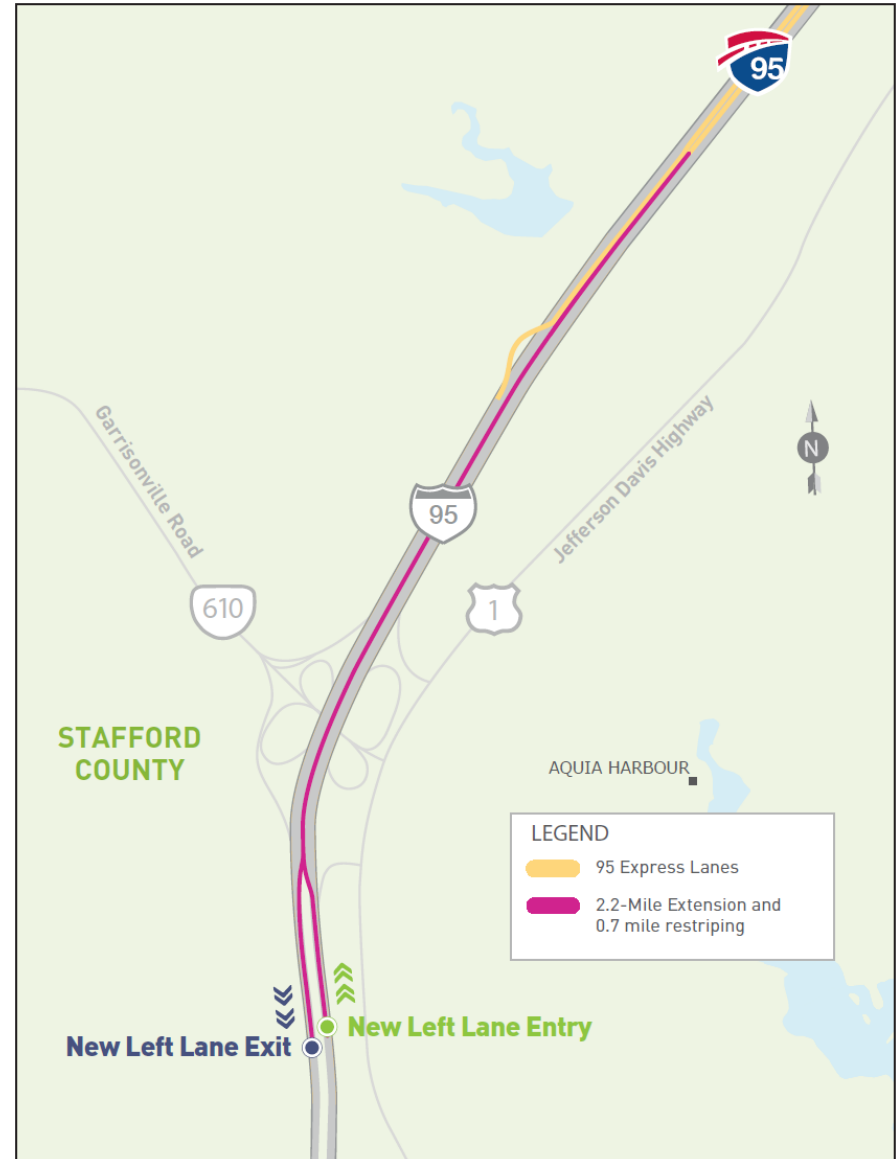 95
Garrisonville Road
Jefferson Davis Highway
N
95
610
1
STAFFORD
COUNTY
AQUIA HARBOUR
LEGEND
95 Express Lanes
2.2-Mile Extension and
0.7 mile restriping
New Left Lane Entry
New Left Lane Exit